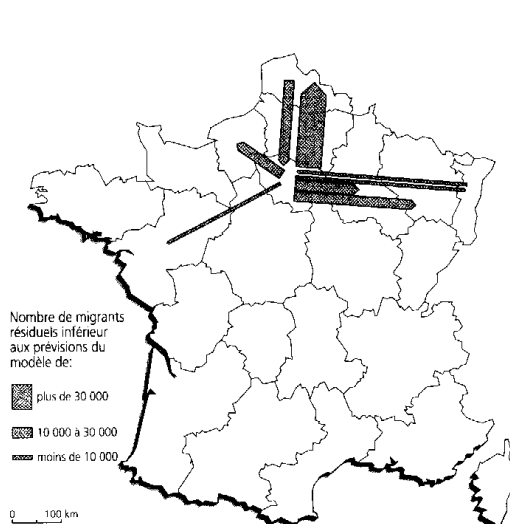 Nombre de migrants
résiduels inférieur
aux prévisions du
modèle de:
plus de 30 000
10 000 à 30 000
moins de 10 000
0 100 km